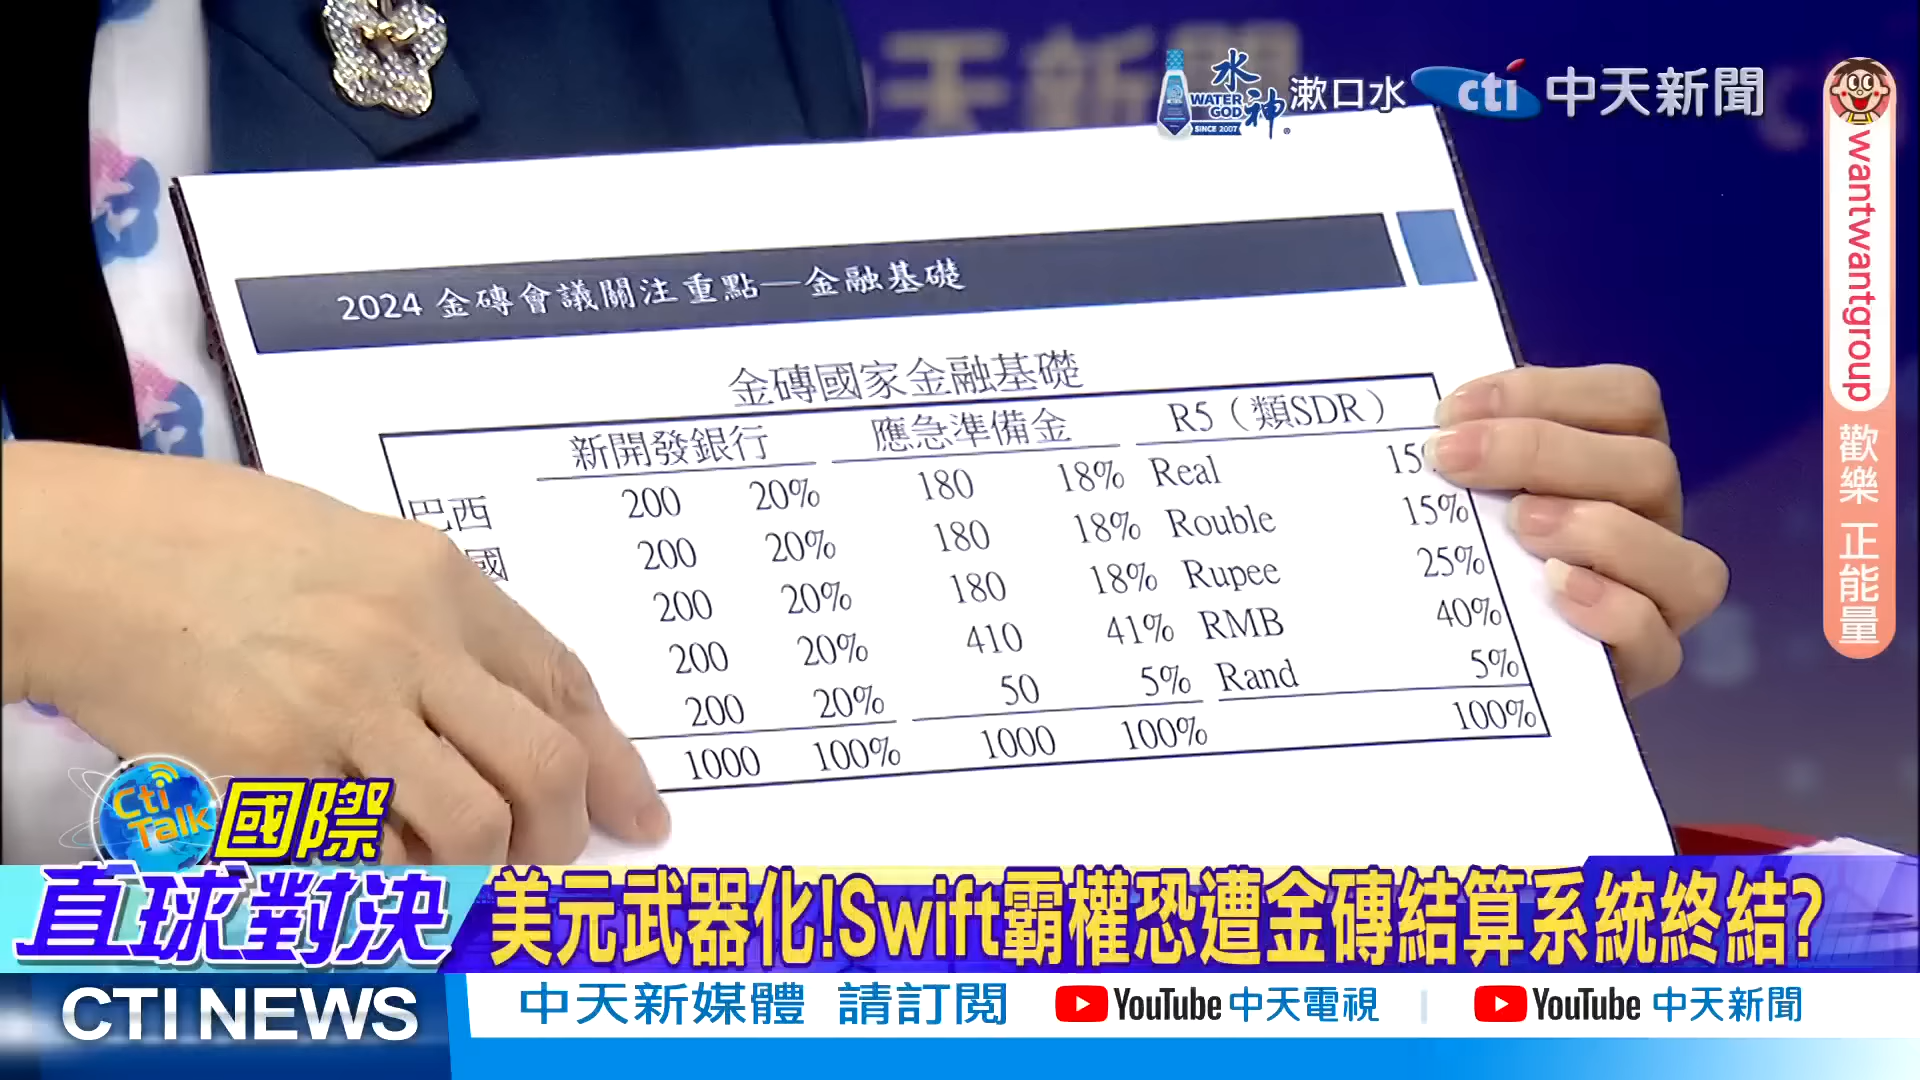 水神
WATER GOD
SINCE 2007
漱口水
cti 中天新聞
wantwantgroup
歡樂 正能量
2024 金磚會議關注重點—金融基礎
金磚國家金融基礎
新開發銀行 應急準備金 R5（類SDR）
巴西 200 20% 180 18% Real 15%
國 200 20% 180 18% Rouble 15%
200 20% 180 18% Rupee 25%
200 20% 410 41% RMB 40%
200 20% 50 5% Rand 5%
1000 100% 1000 100% 100%
Cti Talk 國際
直球對決
美元武器化!Swift霸權恐遭金磚結算系統終結?
CTI NEWS
中天新媒體 請訂閱 YouTube 中天電視 | YouTube 中天新聞